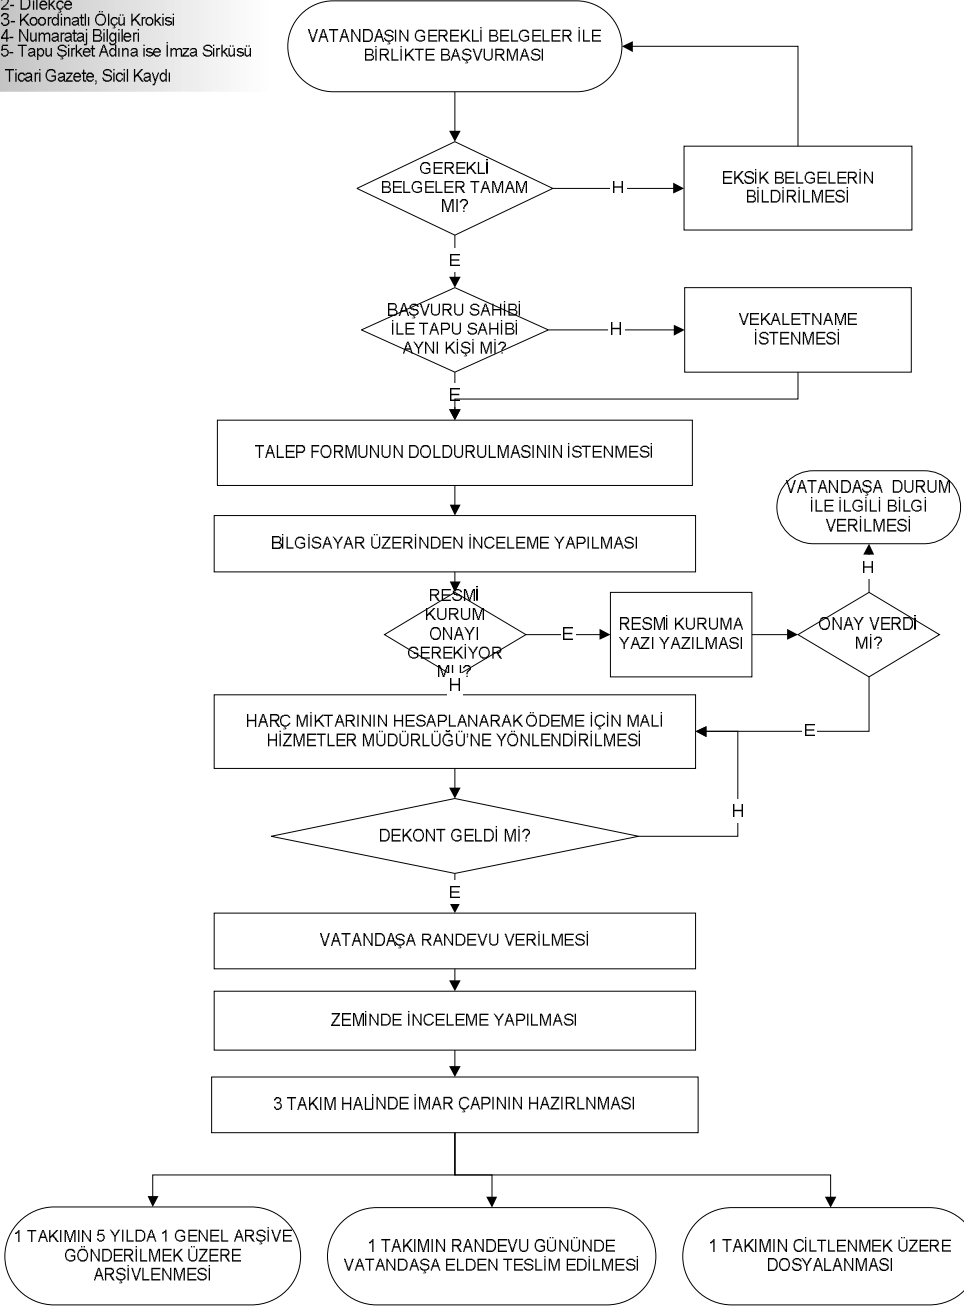 2- Dilekçe
3- Koordinatlı Ölçü Krokisi
4- Numarataj Bilgileri
5- Tapu Şirket Adına ise İmza Sirküsü
Ticari Gazete, Sicil Kaydı
VATANDAŞIN GEREKLİ BELGELER İLE
BİRLİKTE BAŞVURMASI
GEREKLİ
BELGELER TAMAM
MI?
H
EKSİK BELGELERİN
BİLDİRİLMESİ
E
BAŞVURU SAHİBİ
İLE TAPU SAHİBİ
AYNI KİŞİ Mİ?
H
VEKALETNAME
İSTENMESİ
E
TALEP FORMUNUN DOLDURULMASININ İSTENMESİ
BİLGİSAYAR ÜZERİNDEN İNCELEME YAPILMASI
RESMİ
KURUM
ONAYI
GEREKİYOR
MU?
E
RESMİ KURUMA
YAZI YAZILMASI
ONAY VERDİ
Mİ?
H
VATANDAŞA DURUM
İLE İLGİLİ BİLGİ
VERİLMESİ
H
E
HARÇ MİKTARININ HESAPLANARAK ÖDEME İÇİN MALİ
HİZMETLER MÜDÜRLÜĞÜ'NE YÖNLENDİRİLMESİ
H
DEKONT GELDİ Mİ?
E
VATANDAŞA RANDEVU VERİLMESİ
ZEMİNDE İNCELEME YAPILMASI
3 TAKIM HALİNDE İMAR ÇAPININ HAZIRLNMASI
1 TAKIMIN 5 YILDA 1 GENEL ARŞİVE
GÖNDERİLMEK ÜZERE
ARŞİVLENMESİ
1 TAKIMIN RANDEVU GÜNÜNDE
VATANDAŞA ELDEN TESLİM EDİLMESİ
1 TAKIMIN CİLTLENMEK ÜZERE
DOSYALANMASI